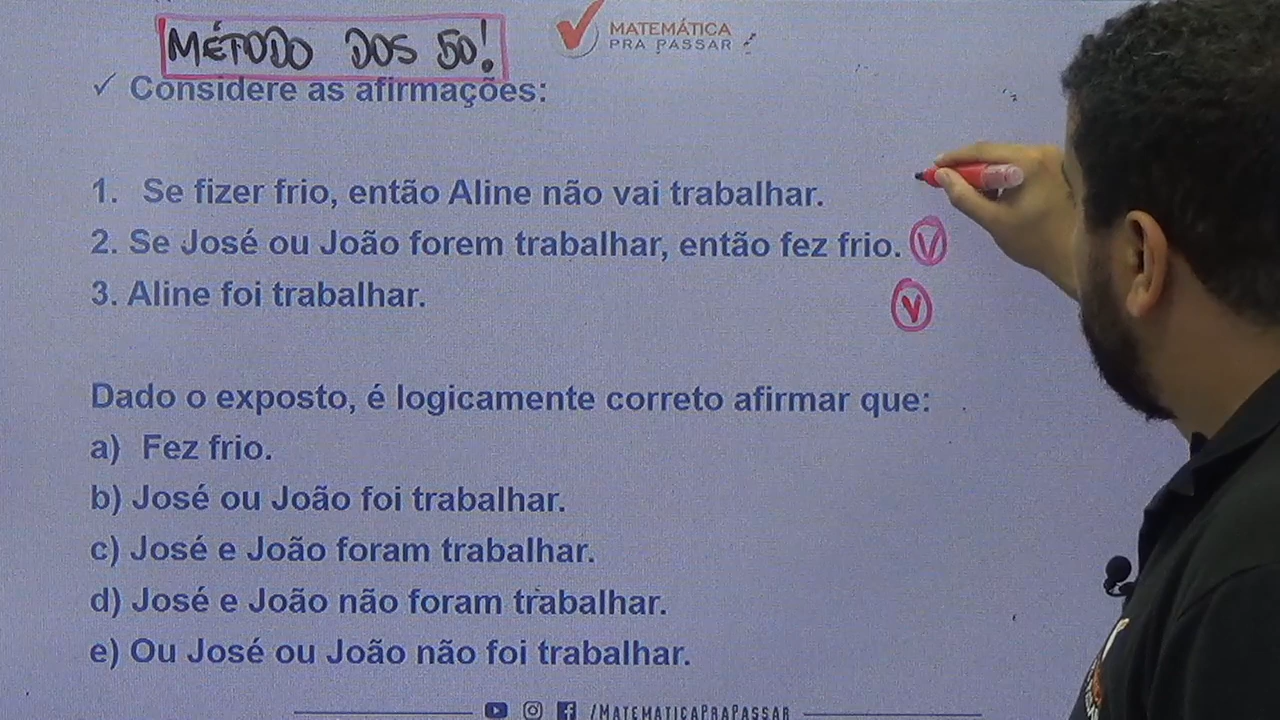 MÉTODO DOS 50!
MATEMÁTICA
PRA PASSAR
✓ Considere as afirmações:
1. Se fizer frio, então Aline não vai trabalhar.
2. Se José ou João forem trabalhar, então fez frio. V
3. Aline foi trabalhar. V
Dado o exposto, é logicamente correto afirmar que:
a) Fez frio.
b) José ou João foi trabalhar.
c) José e João foram trabalhar.
d) José e João não foram trabalhar.
e) Ou José ou João não foi trabalhar.
/MATEMATICAPRAPASSAR